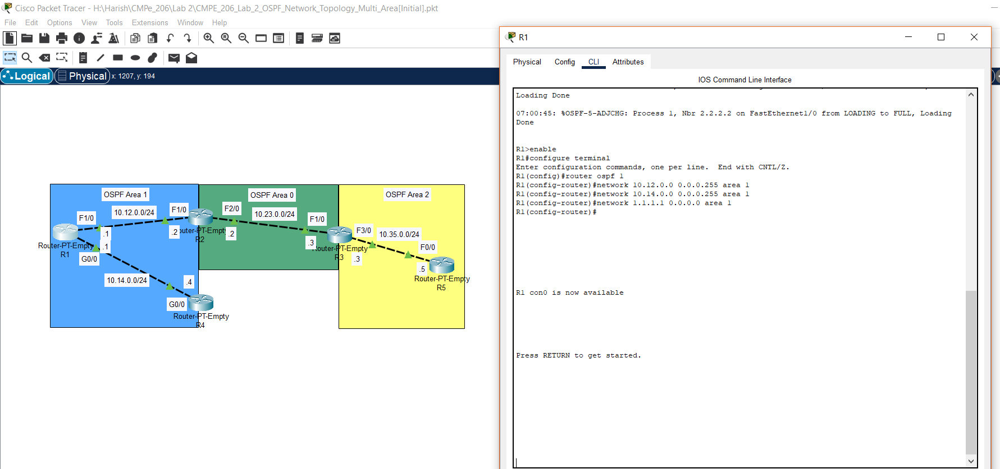 Cisco Packet Tracer - H:\Harish\CMPe_206\Lab 2\CMPE_206_Lab_2_OSPF_Network_Topology_Multi_Area[Initial].pkt
File Edit Options View Tools Extensions Window Help
Logical Physical x: 1207, y: 194
OSPF Area 1
OSPF Area 0
OSPF Area 2
F1/0
10.12.0.0/24
F1/0
F2/0
10.23.0.0/24
F1/0
F3/0
10.35.0.0/24
F0/0
.1
.1
.2
.2
.3
.3
.5
Router-PT-Empty
R1
R2
Router-PT-Empty
R3
Router-PT-Empty
R5
G0/0
10.14.0.0/24
.4
G0/0
Router-PT-Empty
R4
R1
Physical Config CLI Attributes
IOS Command Line Interface
Loading Done
07:00:45: %OSPF-5-ADJCHG: Process 1, Nbr 2.2.2.2 on FastEthernet1/0 from LOADING to FULL, Loading
Done
R1>enable
R1#configure terminal
Enter configuration commands, one per line.  End with CNTL/Z.
R1(config)#router ospf 1
R1(config-router)#network 10.12.0.0 0.0.0.255 area 1
R1(config-router)#network 10.14.0.0 0.0.0.255 area 1
R1(config-router)#network 1.1.1.1 0.0.0.0 area 1
R1(config-router)#
R1 con0 is now available
Press RETURN to get started.